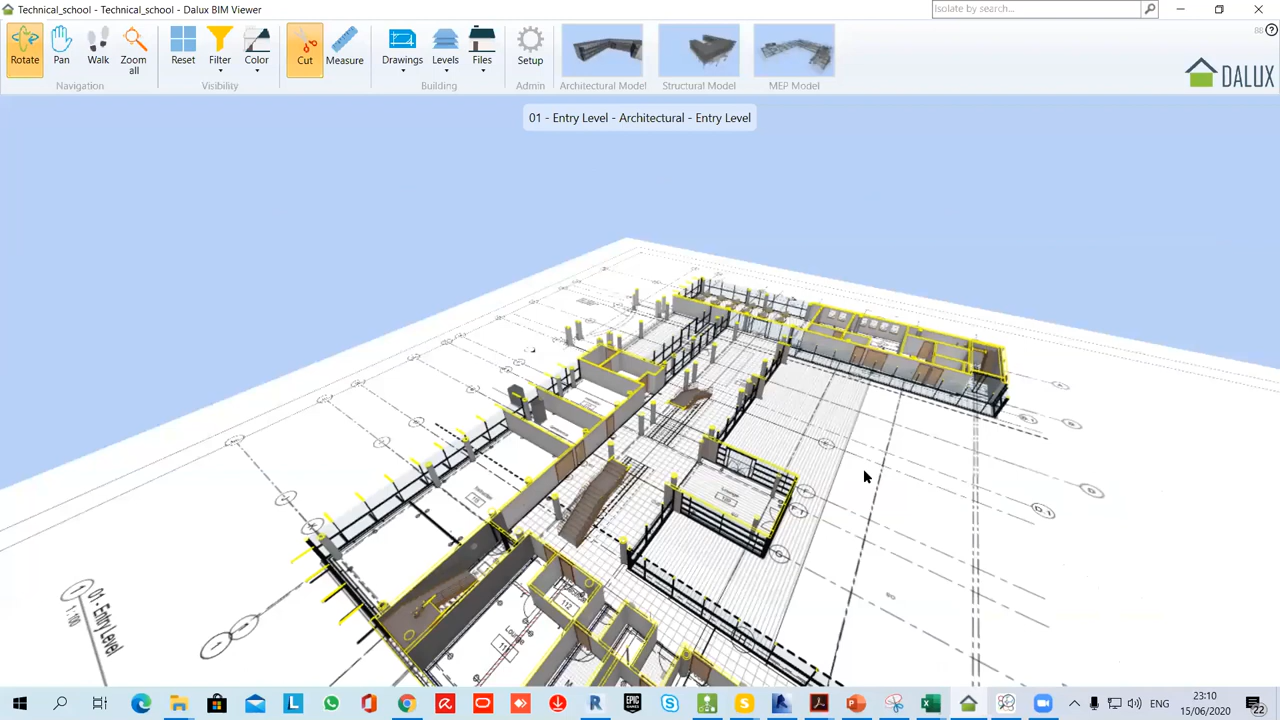 Technical_school - Technical_school - Dalux BIM Viewer
Isolate by search...
Rotate Pan Walk Zoom all
Reset Filter Color
Cut Measure
Drawings Levels Files
Setup
Navigation Visibility Building Admin Architectural Model Structural Model MEP Model
DALUX
01 - Entry Level - Architectural - Entry Level
112
Lounge
01 - Entry Level
1:100
ENG
23:10
15/06/2020
22